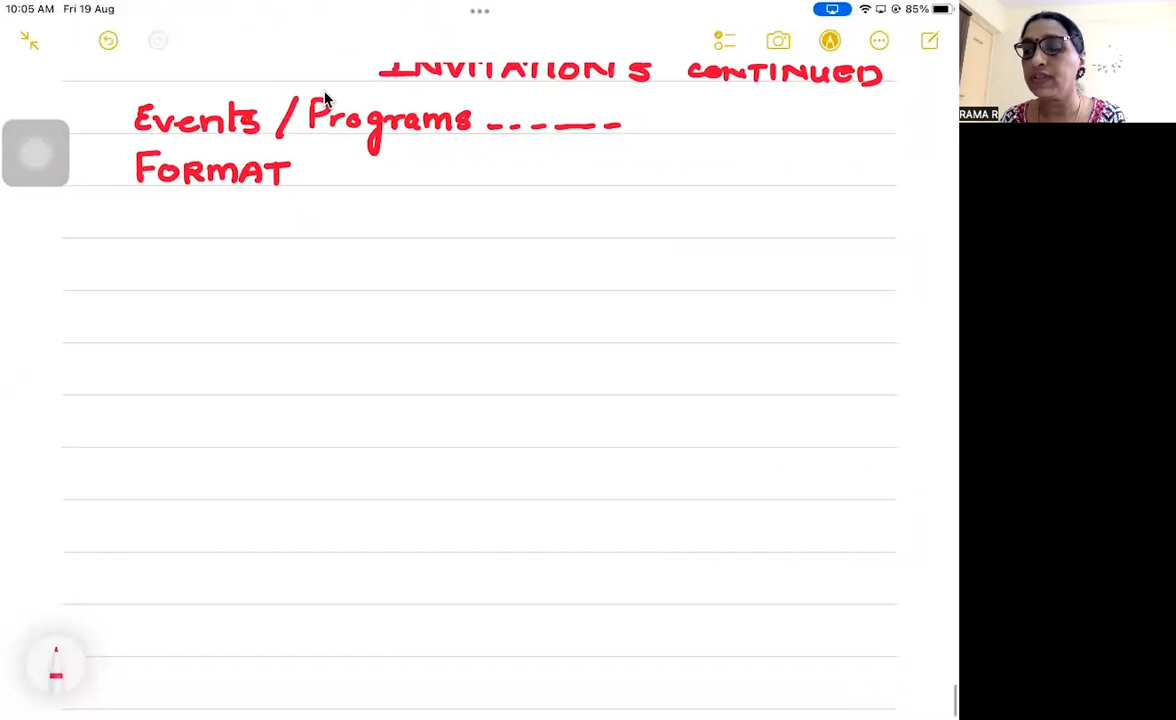 10:05 AM Fri 19 Aug
85%
INVITATIONS CONTINUED
Events / Programs ------
FORMAT
RAMA R